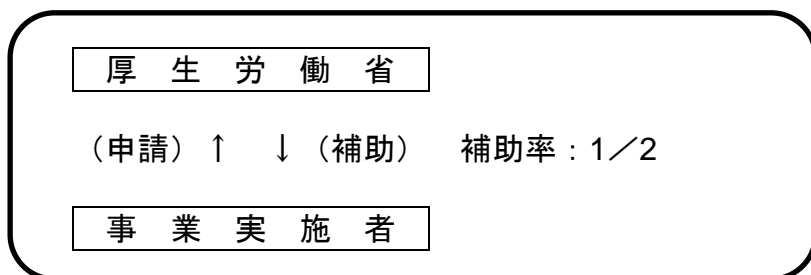 厚　生　労　働　省
（申請）↑　↓（補助）　補助率：1／2
事　業　実　施　者